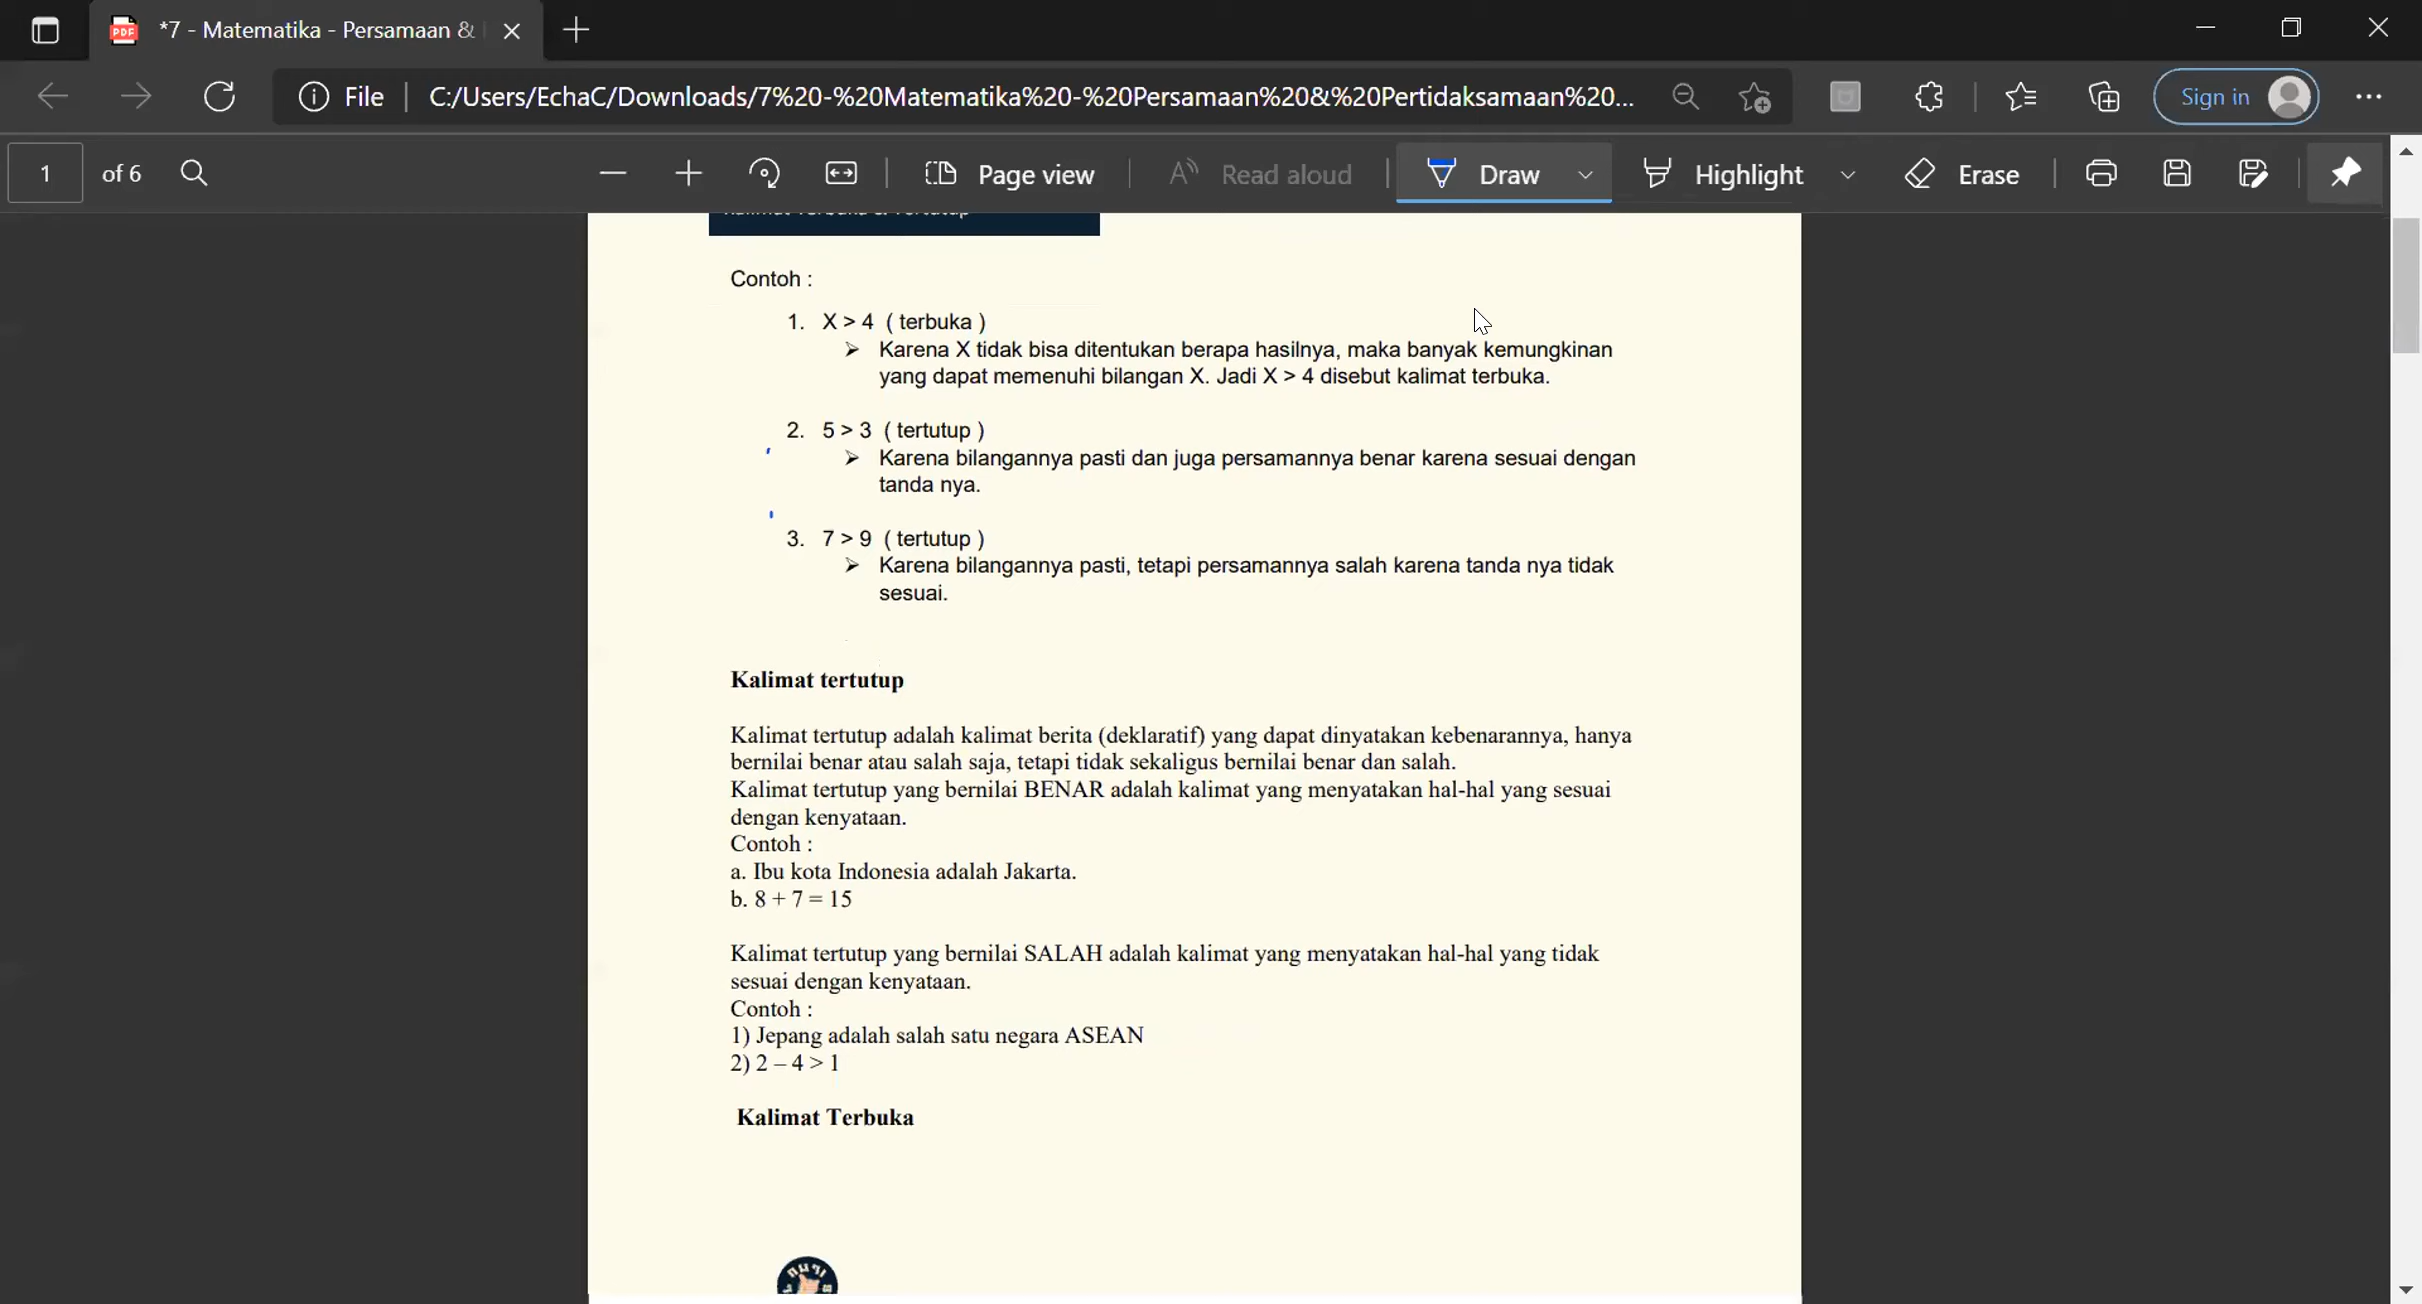 *7 - Matematika - Persamaan &
File
C:/Users/EchaC/Downloads/7%20-%20Matematika%20-%20Persamaan%20&%20Pertidaksamaan%20...
Sign in
1 of 6
Page view
Read aloud
Draw
Highlight
Erase
Kalimat Terbuka & Tertutup
Contoh :
1. X > 4 ( terbuka )
➢ Karena X tidak bisa ditentukan berapa hasilnya, maka banyak kemungkinan
yang dapat memenuhi bilangan X. Jadi X > 4 disebut kalimat terbuka.
2. 5 > 3 ( tertutup )
➢ Karena bilangannya pasti dan juga persamannya benar karena sesuai dengan
tanda nya.
3. 7 > 9 ( tertutup )
➢ Karena bilangannya pasti, tetapi persamannya salah karena tanda nya tidak
sesuai.
Kalimat tertutup
Kalimat tertutup adalah kalimat berita (deklaratif) yang dapat dinyatakan kebenarannya, hanya
bernilai benar atau salah saja, tetapi tidak sekaligus bernilai benar dan salah.
Kalimat tertutup yang bernilai BENAR adalah kalimat yang menyatakan hal-hal yang sesuai
dengan kenyataan.
Contoh :
a. Ibu kota Indonesia adalah Jakarta.
b. 8 + 7 = 15
Kalimat tertutup yang bernilai SALAH adalah kalimat yang menyatakan hal-hal yang tidak
sesuai dengan kenyataan.
Contoh :
1) Jepang adalah salah satu negara ASEAN
2) 2 – 4 > 1
Kalimat Terbuka